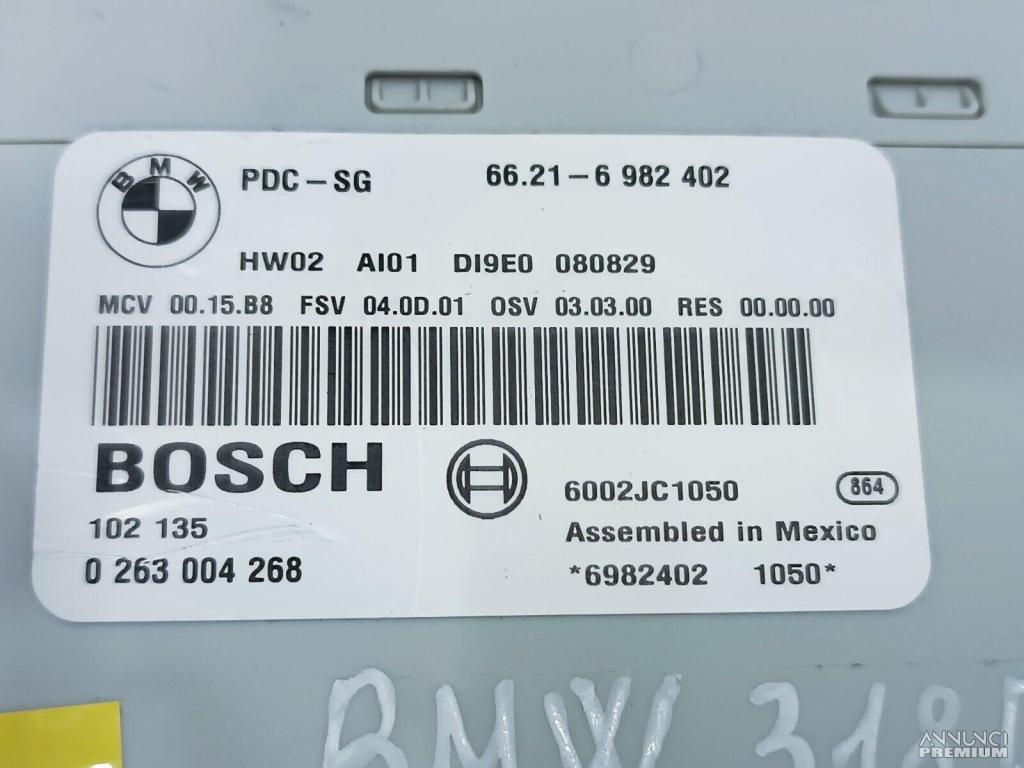 BMW PDC-SG 66.21-6 982 402
HW02 AI01 DI9E0 080829
MCV 00.15.B8 FSV 04.0D.01 OSV 03.03.00 RES 00.00.00
BOSCH 6002JC1050 864
102 135 Assembled in Mexico
0 263 004 268 *6982402 1050*
BMW 318
ANNUNCI
PREMIUM